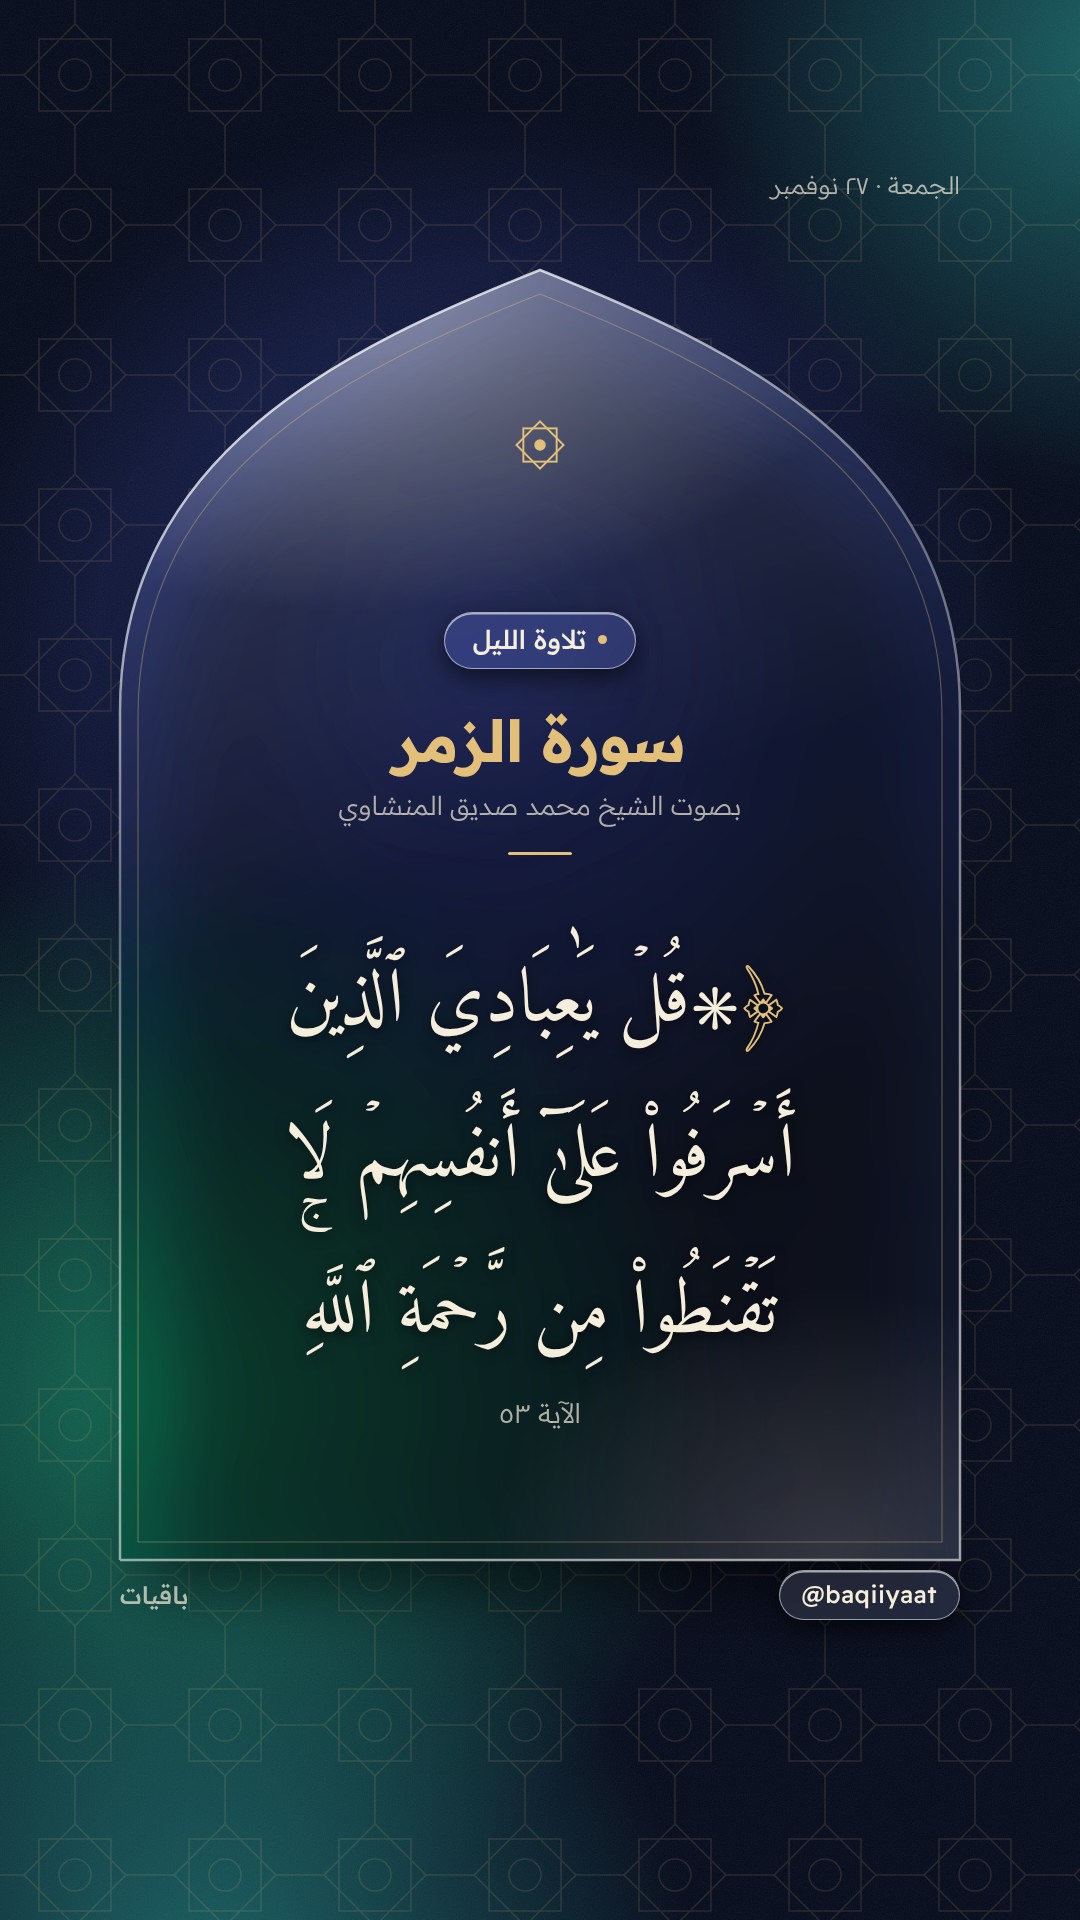 الجمعة · ٢٧ نوفمبر
تلاوة الليل
سورة الزمر
بصوت الشيخ محمد صديق المنشاوي
﴿*قُلۡ يَٰعِبَادِيَ ٱلَّذِينَ
أَسۡرَفُواْ عَلَىٰٓ أَنفُسِهِمۡ لَا
تَقۡنَطُواْ مِن رَّحۡمَةِ ٱللَّهِۚ
الآية ٥٣
@baqiiyaat
باقيات